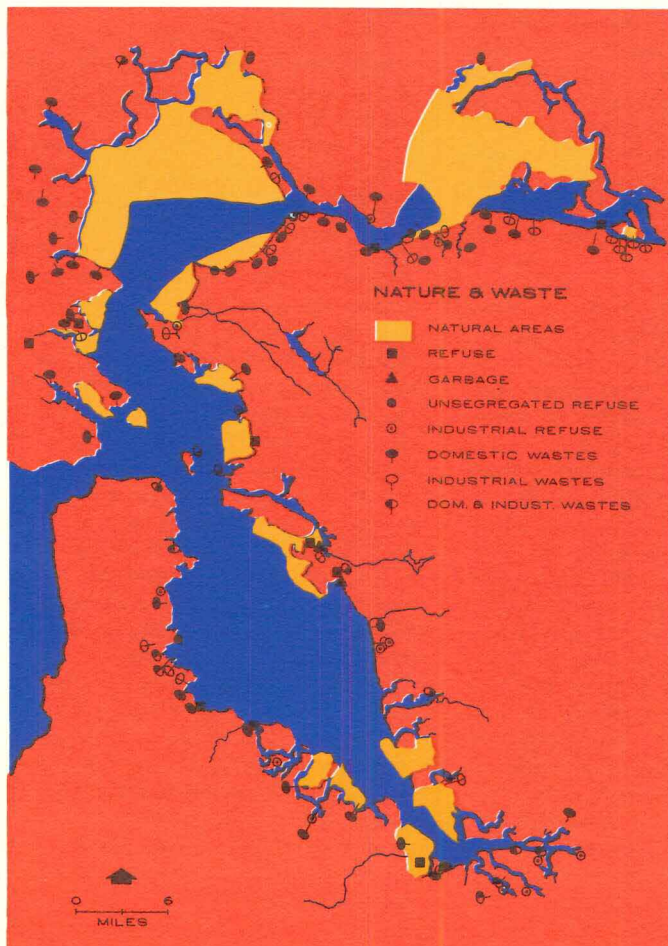 NATURE & WASTE
NATURAL AREAS
REFUSE
GARBAGE
UNSEGREGATED REFUSE
INDUSTRIAL REFUSE
DOMESTIC WASTES
INDUSTRIAL WASTES
DOM. & INDUST. WASTES
0 6
MILES